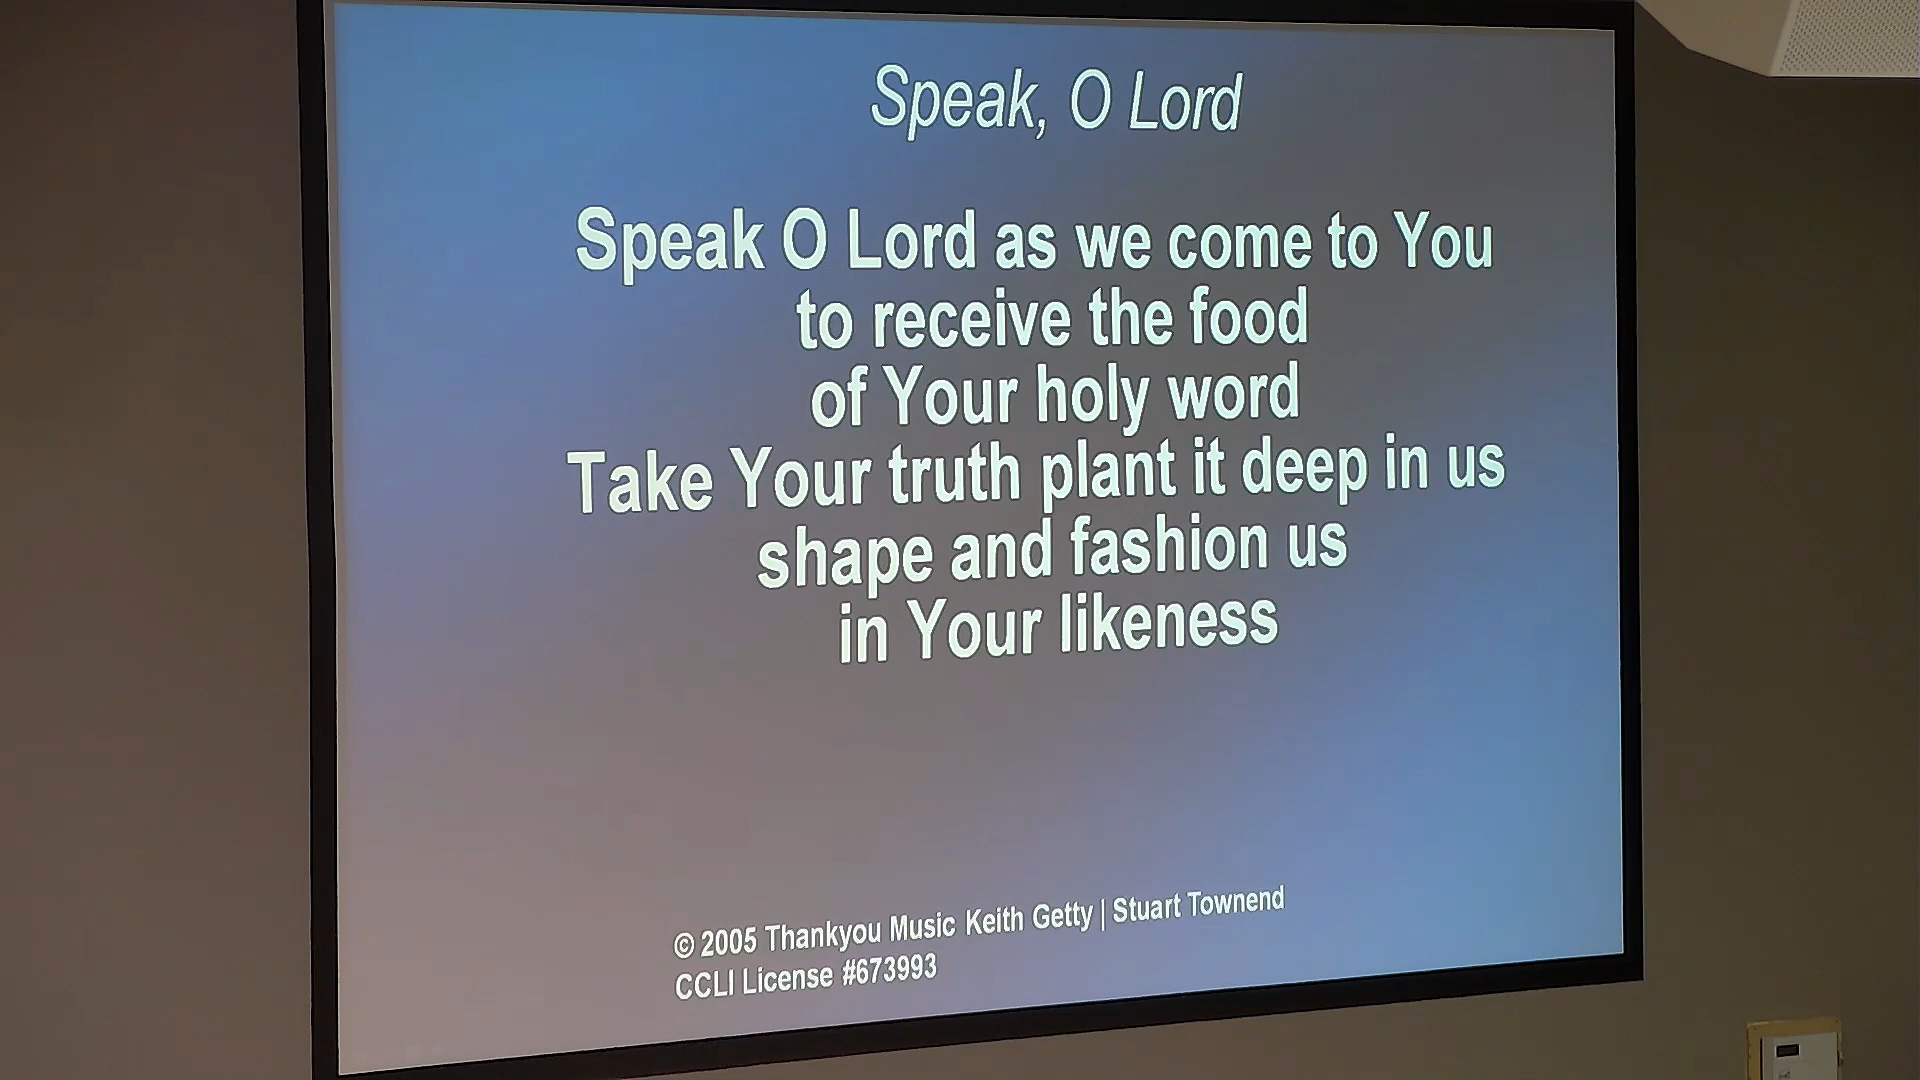 Speak, O Lord
Speak O Lord as we come to You
to receive the food
of Your holy word
Take Your truth plant it deep in us
shape and fashion us
in Your likeness
© 2005 Thankyou Music Keith Getty | Stuart Townend
CCLI License #673993